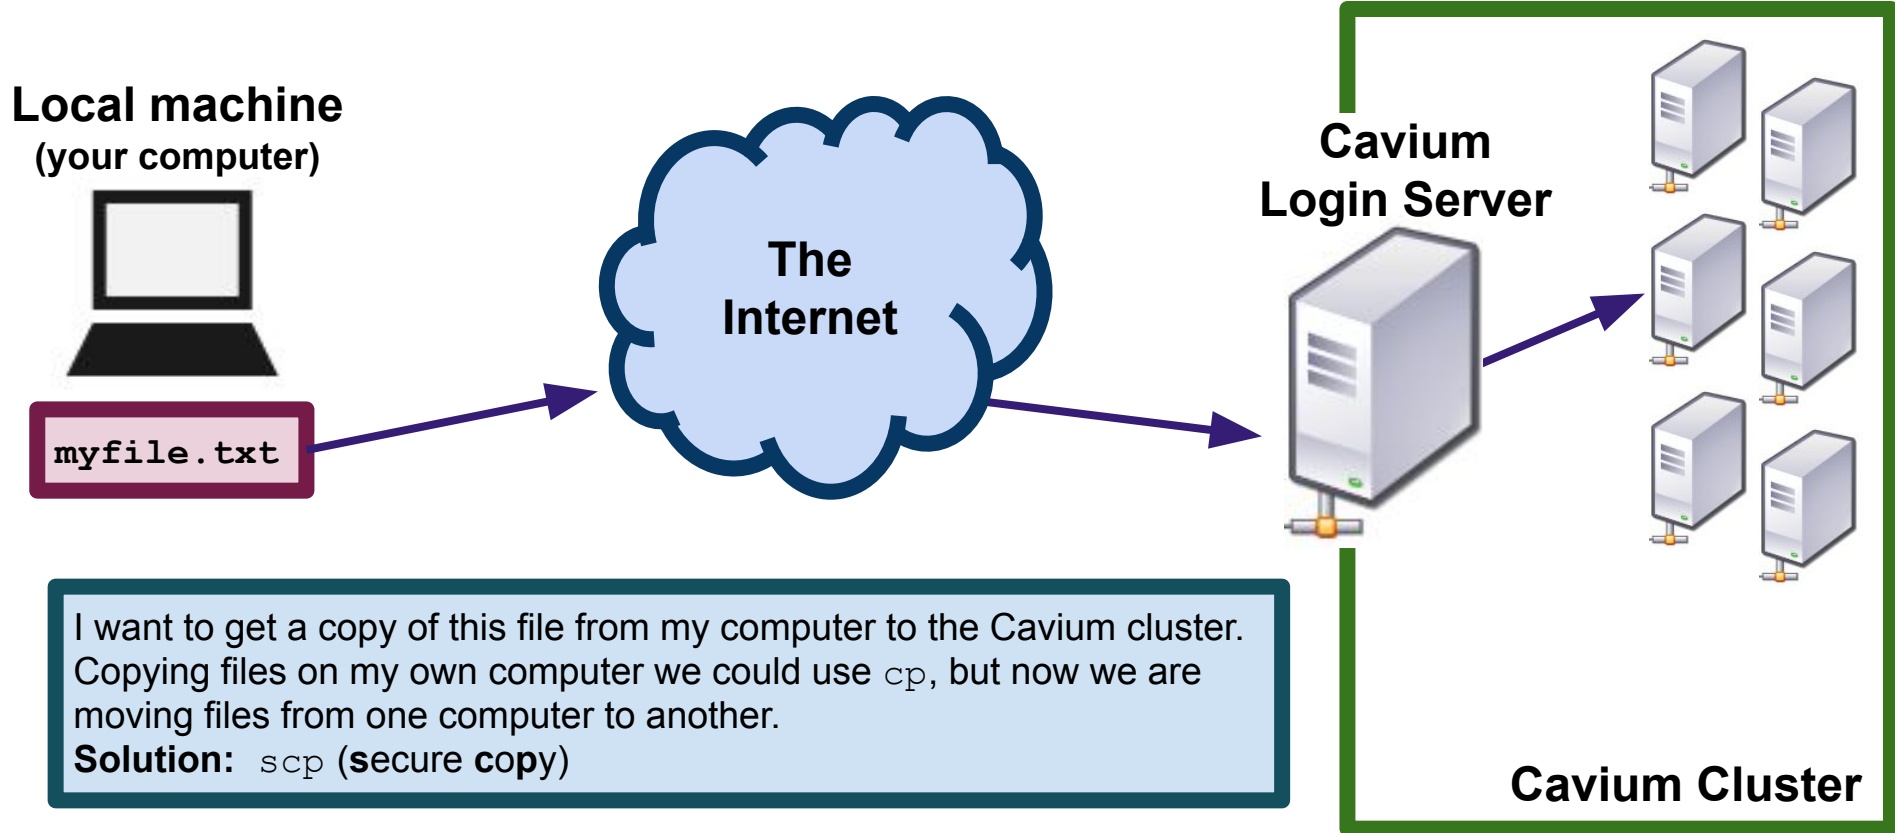 Local machine
(your computer)
myfile.txt
The
Internet
Cavium
Login Server
I want to get a copy of this file from my computer to the Cavium cluster.
Copying files on my own computer we could use cp, but now we are
moving files from one computer to another.
Solution: scp (secure copy)
Cavium Cluster